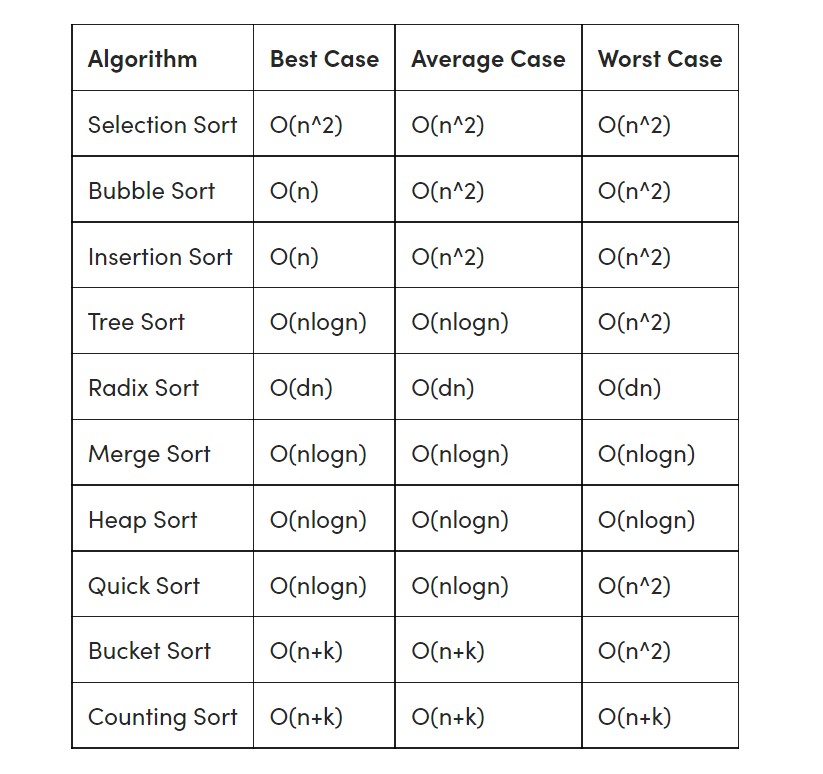 Algorithm Best Case Average Case Worst Case
Selection Sort O(n^2) O(n^2) O(n^2)
Bubble Sort O(n) O(n^2) O(n^2)
Insertion Sort O(n) O(n^2) O(n^2)
Tree Sort O(nlogn) O(nlogn) O(n^2)
Radix Sort O(dn) O(dn) O(dn)
Merge Sort O(nlogn) O(nlogn) O(nlogn)
Heap Sort O(nlogn) O(nlogn) O(nlogn)
Quick Sort O(nlogn) O(nlogn) O(n^2)
Bucket Sort O(n+k) O(n+k) O(n^2)
Counting Sort O(n+k) O(n+k) O(n+k)